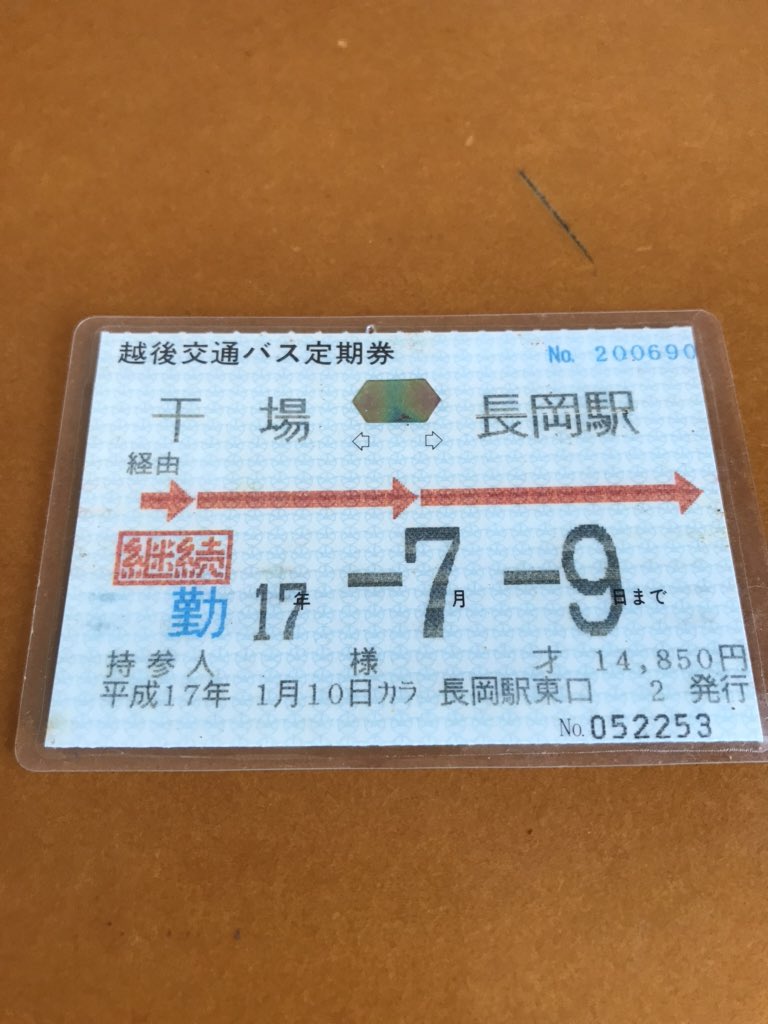 越後交通バス定期券 No. 200690
干場 ⇦ ⇨ 長岡駅
経由
継続
勤 17年 -7月 -9日まで
持参人 様 才 14,850円
平成17年 1月10日カラ 長岡駅東口 2 発行
No. 052253